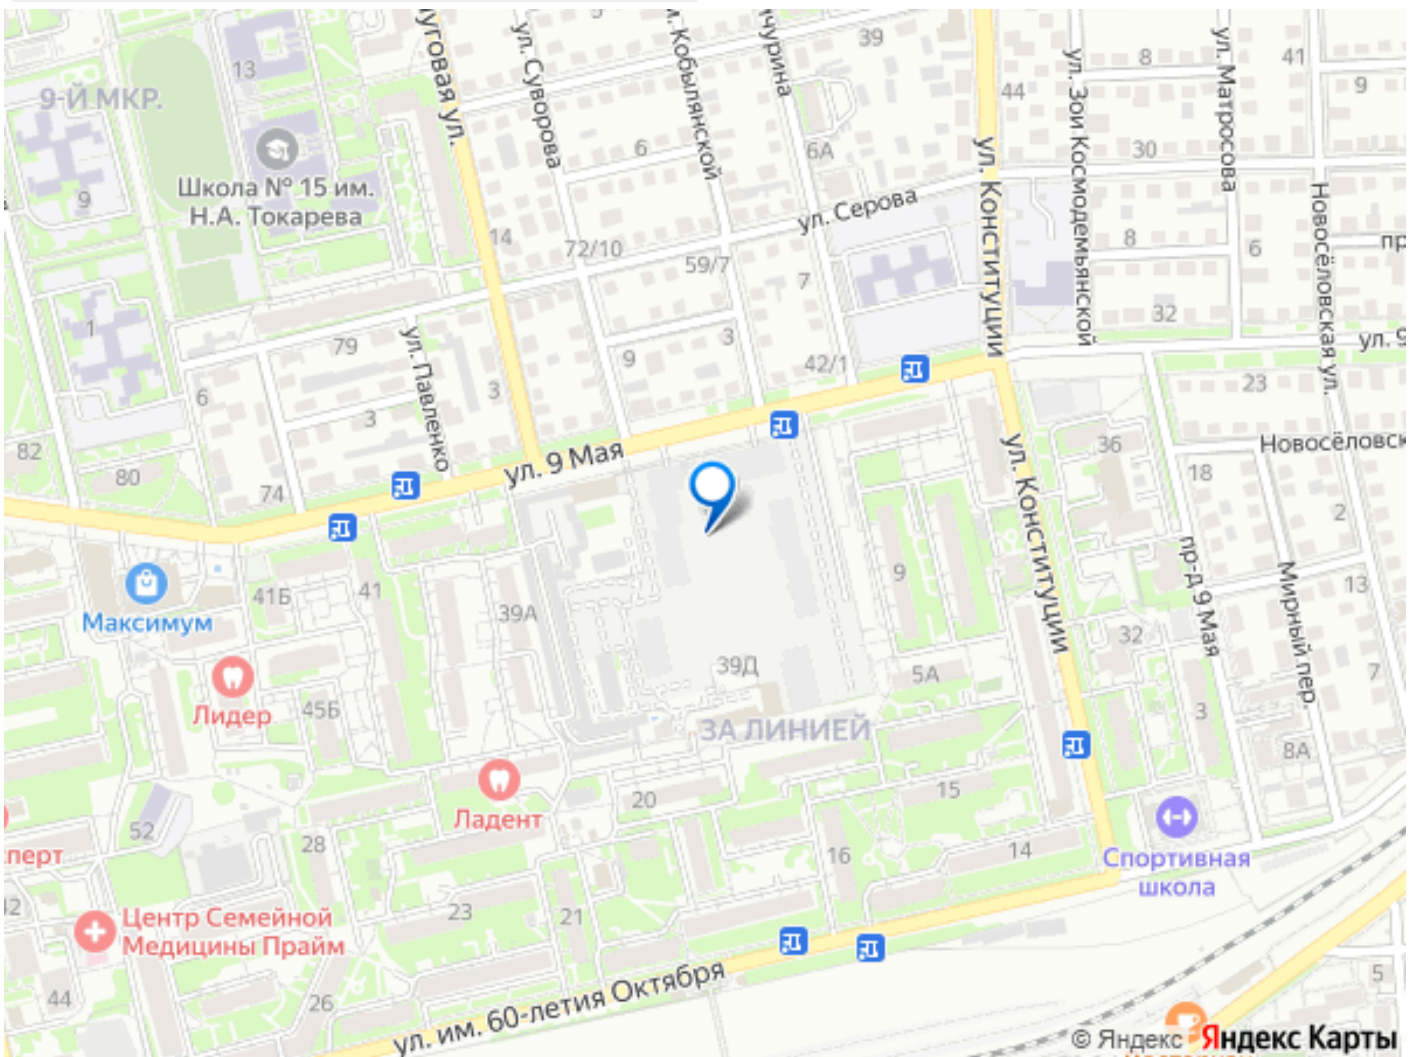 ул. Суворова
м. Кобылянской
39
44
8
ул. Матросова
41
9
13
9-Й МКР.
ул. Зои Космодемьянской
6
6А
30
Школа № 15 им.
Н.А. Токарева
9
ул. Конституции
ул. Серова
Новосёловская ул.
14
72/10
59/7
7
8
6
пр
1
79
3
32
ул. 9
ул. Павленко
9
42/1
23
6
3
3
82
80
74
ул. 9 Мая
36
18
Новосёловск
ул. Конституции
2
пр-д 9 Мая
Мирный пер.
13
9
41Б
41
39А
Максимум
32
7
39Д
5А
Лидер
45Б
ЗА ЛИНИЕЙ
3
8А
20
15
Ладент
52
28
16
14
Спортивная
школа
перт
23
21
Центр Семейной
Медицины Прайм
44
26
5
ул. им. 60-летия Октября
© Яндекс
Яндекс Карты